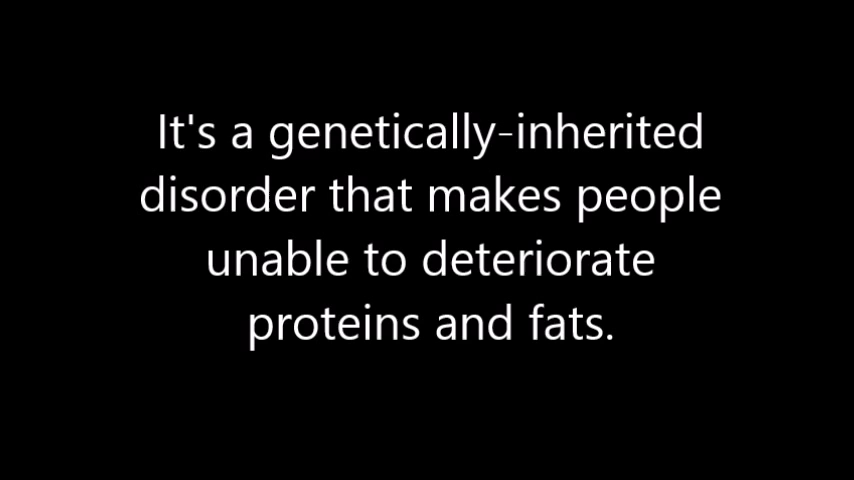 It's a genetically-inherited
disorder that makes people
unable to deteriorate
proteins and fats.